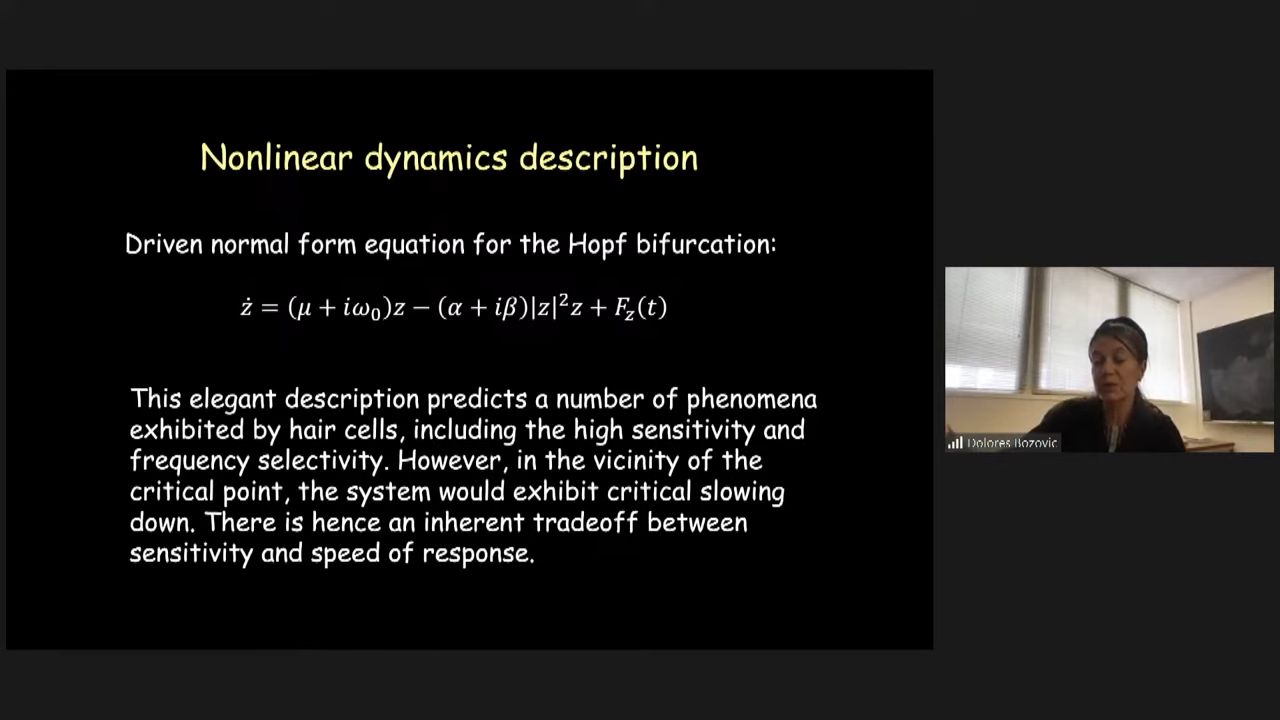 Nonlinear dynamics description
Driven normal form equation for the Hopf bifurcation:
ż = (μ + iω₀)z − (α + iβ)|z|²z + F_z(t)
This elegant description predicts a number of phenomena
exhibited by hair cells, including the high sensitivity and
frequency selectivity. However, in the vicinity of the
critical point, the system would exhibit critical slowing
down. There is hence an inherent tradeoff between
sensitivity and speed of response.
Dolores Bozovic